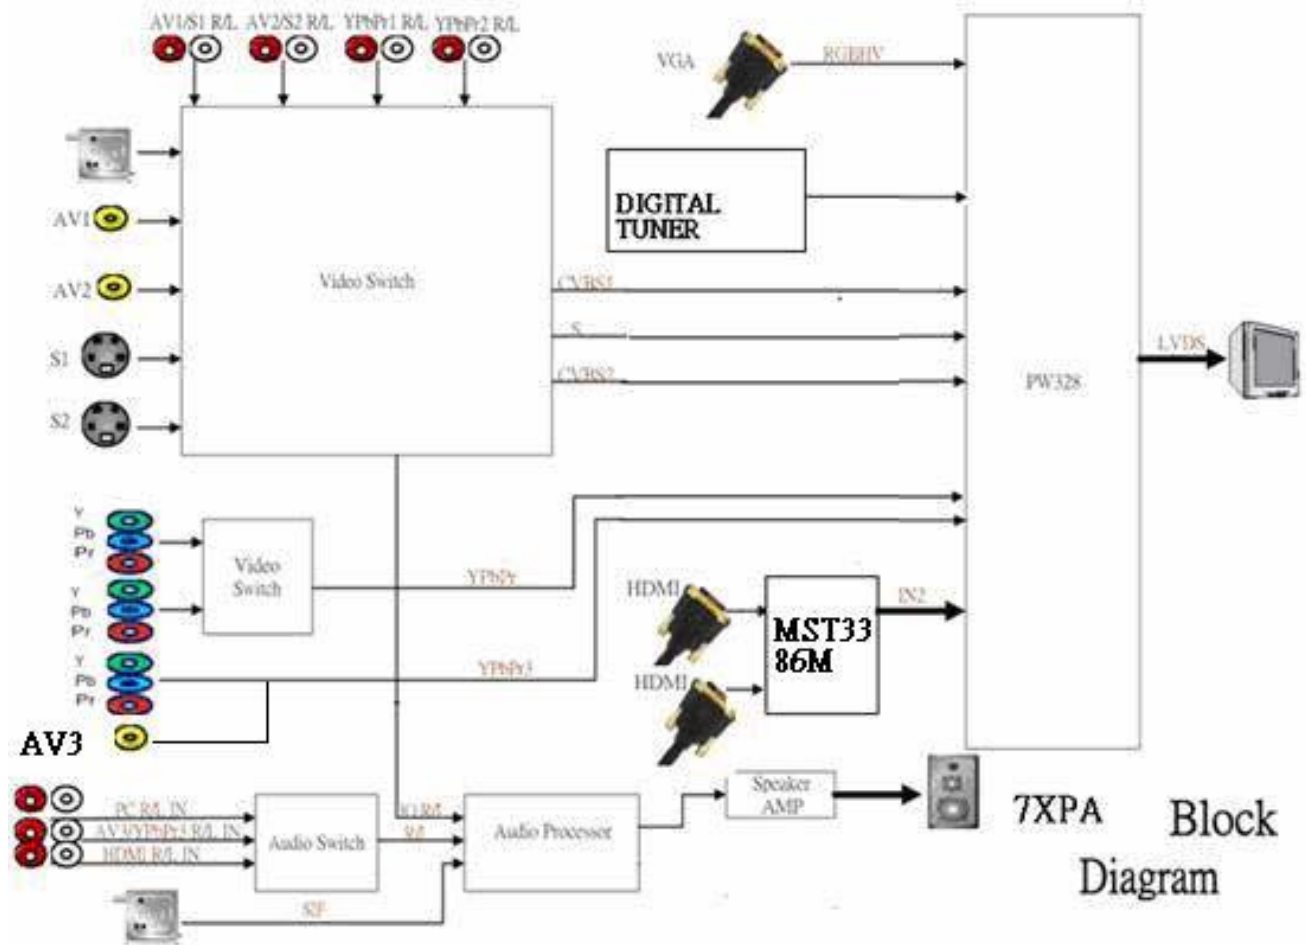 AV1/S1 R/L AV2/S2 R/L YPbPr1 R/L YPbPr2 R/L
VGA
RGBHV
AV1
DIGITAL
TUNER
Video Switch
AV2
CVBS1
S1
S
LVDS
CVBS2
PW328
S2
Y
Pb
Pr
Video
Switch
YPbPr
Y
Pb
Pr
HDMI
IN2
MST33
86M
Y
Pb
Pr
YPbPr3
HDMI
AV3
Speaker
AMP
PC R/L IN
AV3/YPbPr3 R/L IN
HDMI R/L IN
Audio Switch
R/L
Audio Processor
7XPA Block
Diagram
SIF